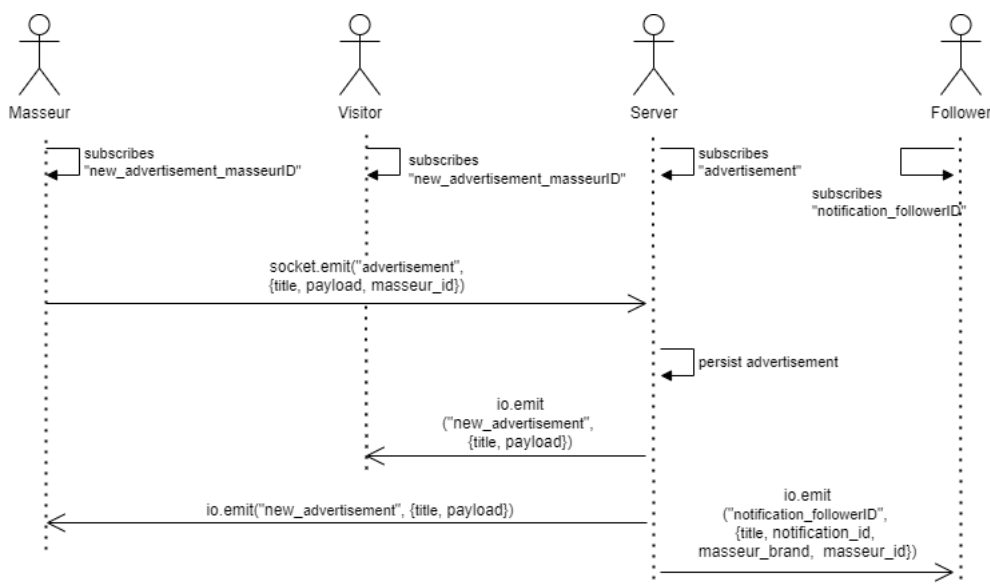 Masseur
Visitor
Server
Follower
subscribes
"new_advertisement_masseurID"
subscribes
"new_advertisement_masseurID"
subscribes
"advertisement"
subscribes
"notification_followerID"
socket.emit("advertisement",
{title, payload, masseur_id})
persist advertisement
io.emit
("new_advertisement",
{title, payload})
io.emit("new_advertisement", {title, payload})
io.emit
("notification_followerID",
{title, notification_id,
masseur_brand, masseur_id})